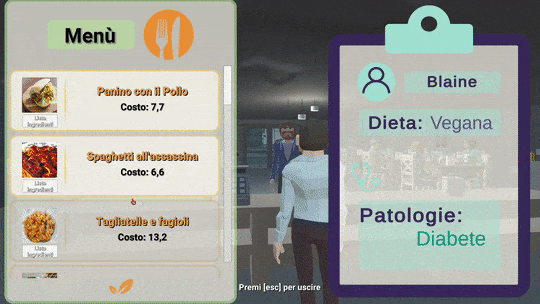 Menù
Panino con il Pollo
Costo: 7,7
Lista
Ingredienti
Spaghetti all'assassina
Costo: 6,6
Lista
Ingredienti
Tagliatelle e fagioli
Costo: 13,2
Lista
Ingredienti
Blaine
Dieta: Vegana
Patologie:
Diabete
Premi [esc] per uscire